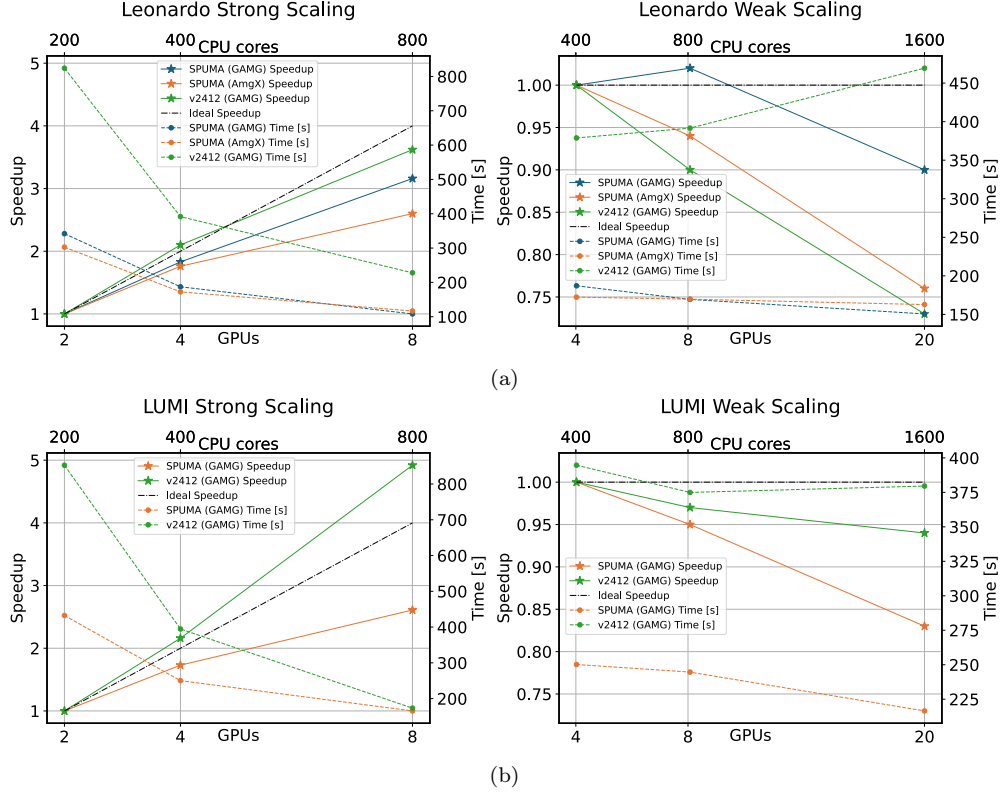 Leonardo Strong Scaling
200 400 800
CPU cores
5
4
3
2
1
Speedup
SPUMA (GAMG) Speedup
SPUMA (AmgX) Speedup
v2412 (GAMG) Speedup
Ideal Speedup
SPUMA (GAMG) Time [s]
SPUMA (AmgX) Time [s]
v2412 (GAMG) Time [s]
800
700
600
500
400
300
200
100
Time [s]
2 4 8
GPUs
Leonardo Weak Scaling
400 800 1600
CPU cores
1.00
0.95
0.90
0.85
0.80
0.75
Speedup
SPUMA (GAMG) Speedup
SPUMA (AmgX) Speedup
v2412 (GAMG) Speedup
Ideal Speedup
SPUMA (GAMG) Time [s]
SPUMA (AmgX) Time [s]
v2412 (GAMG) Time [s]
450
400
350
300
250
200
150
Time [s]
4 8 20
GPUs
(a)
LUMI Strong Scaling
200 400 800
CPU cores
5
4
3
2
1
Speedup
SPUMA (GAMG) Speedup
v2412 (GAMG) Speedup
Ideal Speedup
SPUMA (GAMG) Time [s]
v2412 (GAMG) Time [s]
800
700
600
500
400
300
200
Time [s]
2 4 8
GPUs
LUMI Weak Scaling
400 800 1600
CPU cores
1.00
0.95
0.90
0.85
0.80
0.75
Speedup
SPUMA (GAMG) Speedup
v2412 (GAMG) Speedup
Ideal Speedup
SPUMA (GAMG) Time [s]
v2412 (GAMG) Time [s]
400
375
350
325
300
275
250
225
Time [s]
4 8 20
GPUs
(b)